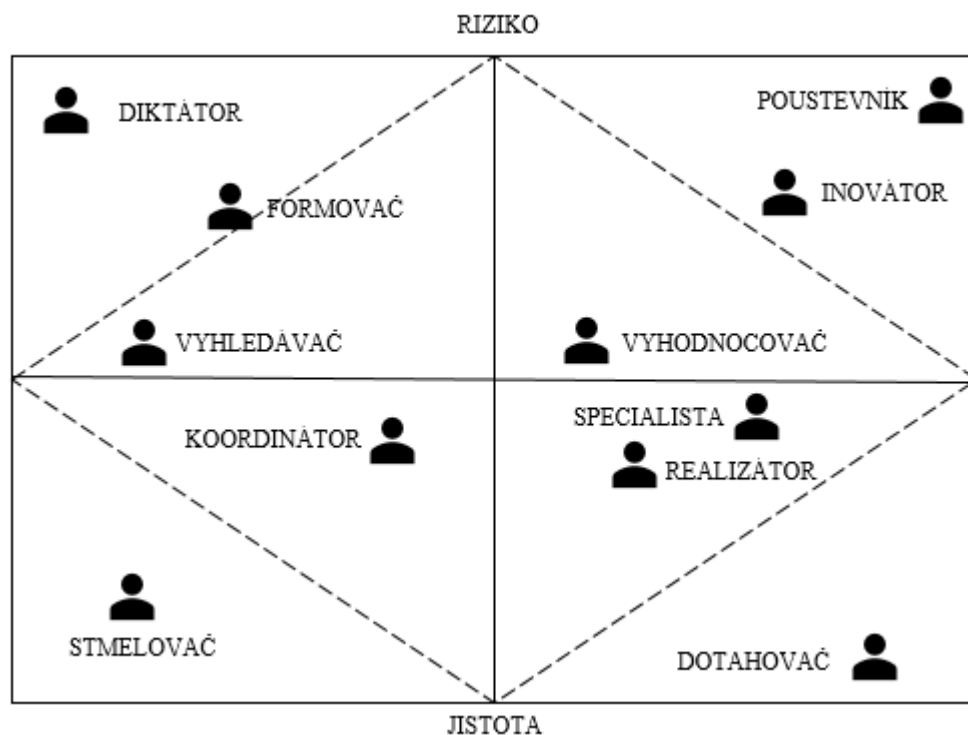 RIZIKO
DIKTÁTOR
POUSTEVNÍK
FORMOVAČ
INOVÁTOR
VYHLEDÁVAČ
VYHODNOCOVAČ
KOORDINÁTOR
SPECIALISTA
REALIZÁTOR
STMELOVAČ
DOTAHOVAČ
JISTOTA